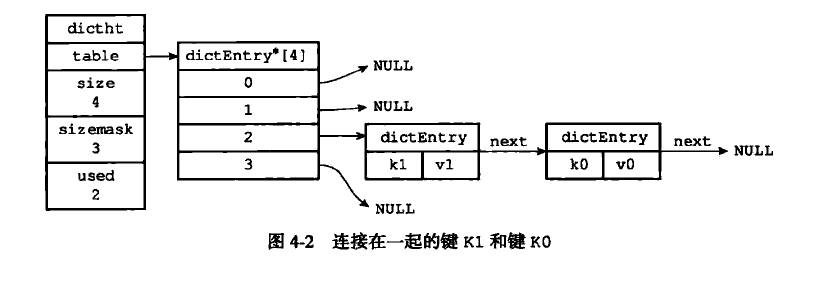 dictht
table
size
4
sizemask
3
used
2
dictEntry*[4]
0
1
2
3
NULL
NULL
dictEntry
k1 v1
next
dictEntry
k0 v0
next
NULL
NULL
图 4-2 连接在一起的键 K1 和键 K0